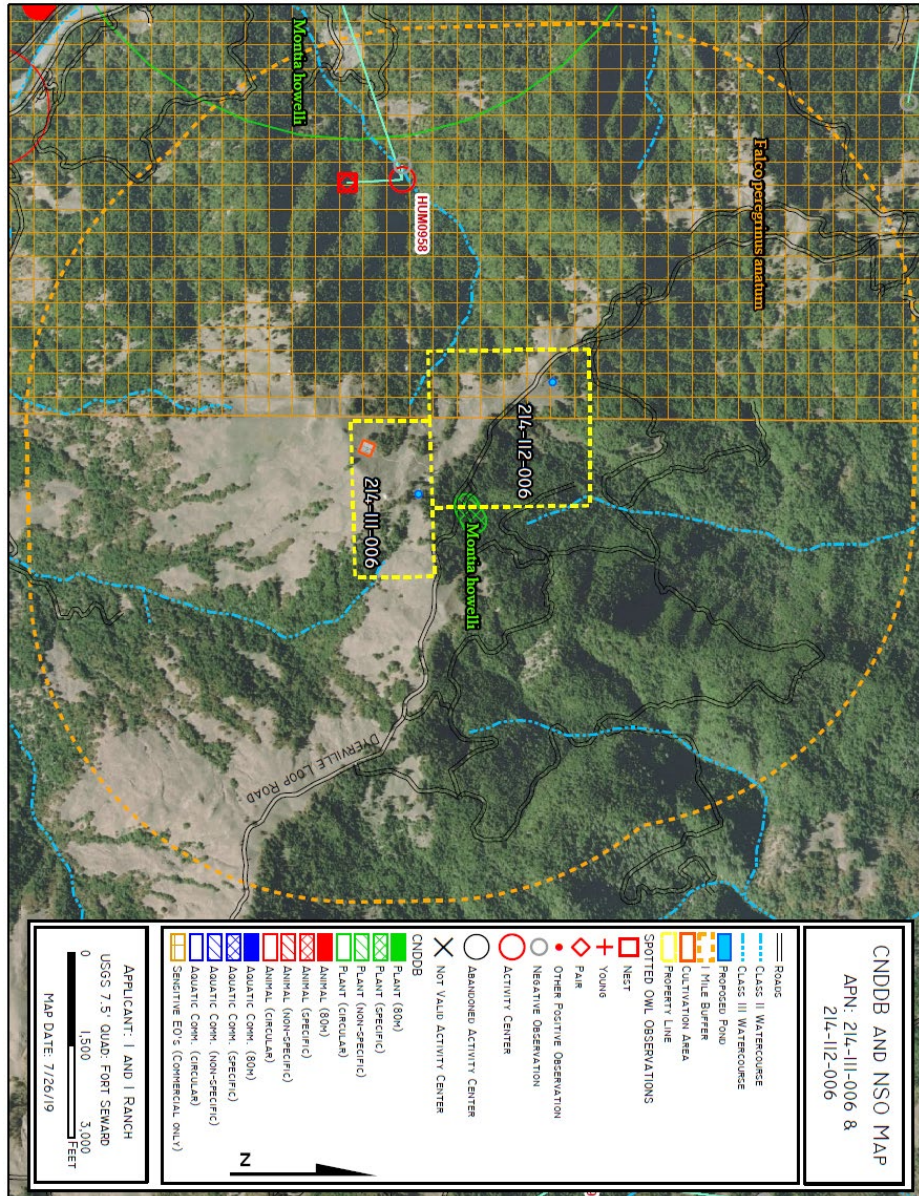 CNDDB AND NSO MAP
APN: 214-111-006 &
214-112-006
ROADS
CLASS II WATERCOURSE
CLASS III WATERCOURSE
PROPOSED POND
1 MILE BUFFER
CULTIVATION AREA
PROPERTY LINE
SPOTTED OWL OBSERVATIONS
NEST
YOUNG
PAIR
OTHER POSITIVE OBSERVATION
NEGATIVE OBSERVATION
ACTIVITY CENTER
ABANDONED ACTIVITY CENTER
NOT VALID ACTIVITY CENTER
CNDDB
PLANT (80M)
PLANT (SPECIFIC)
PLANT (NON-SPECIFIC)
PLANT (CIRCULAR)
ANIMAL (80M)
ANIMAL (SPECIFIC)
ANIMAL (NON-SPECIFIC)
ANIMAL (CIRCULAR)
AQUATIC COMM. (80M)
AQUATIC COMM. (SPECIFIC)
AQUATIC COMM. (NON-SPECIFIC)
AQUATIC COMM. (CIRCULAR)
SENSITIVE EO'S (COMMERCIAL ONLY)
N
APPLICANT: I AND I RANCH
USGS 7.5' QUAD: FORT SEWARD
MAP DATE: 7/26/19
0 1,500 3,000
FEET
Falco peregrinus anatum
Montia howelli
HUM0958
214-112-006
214-111-006
Montia howelli
DYERVILLE LOOP ROAD